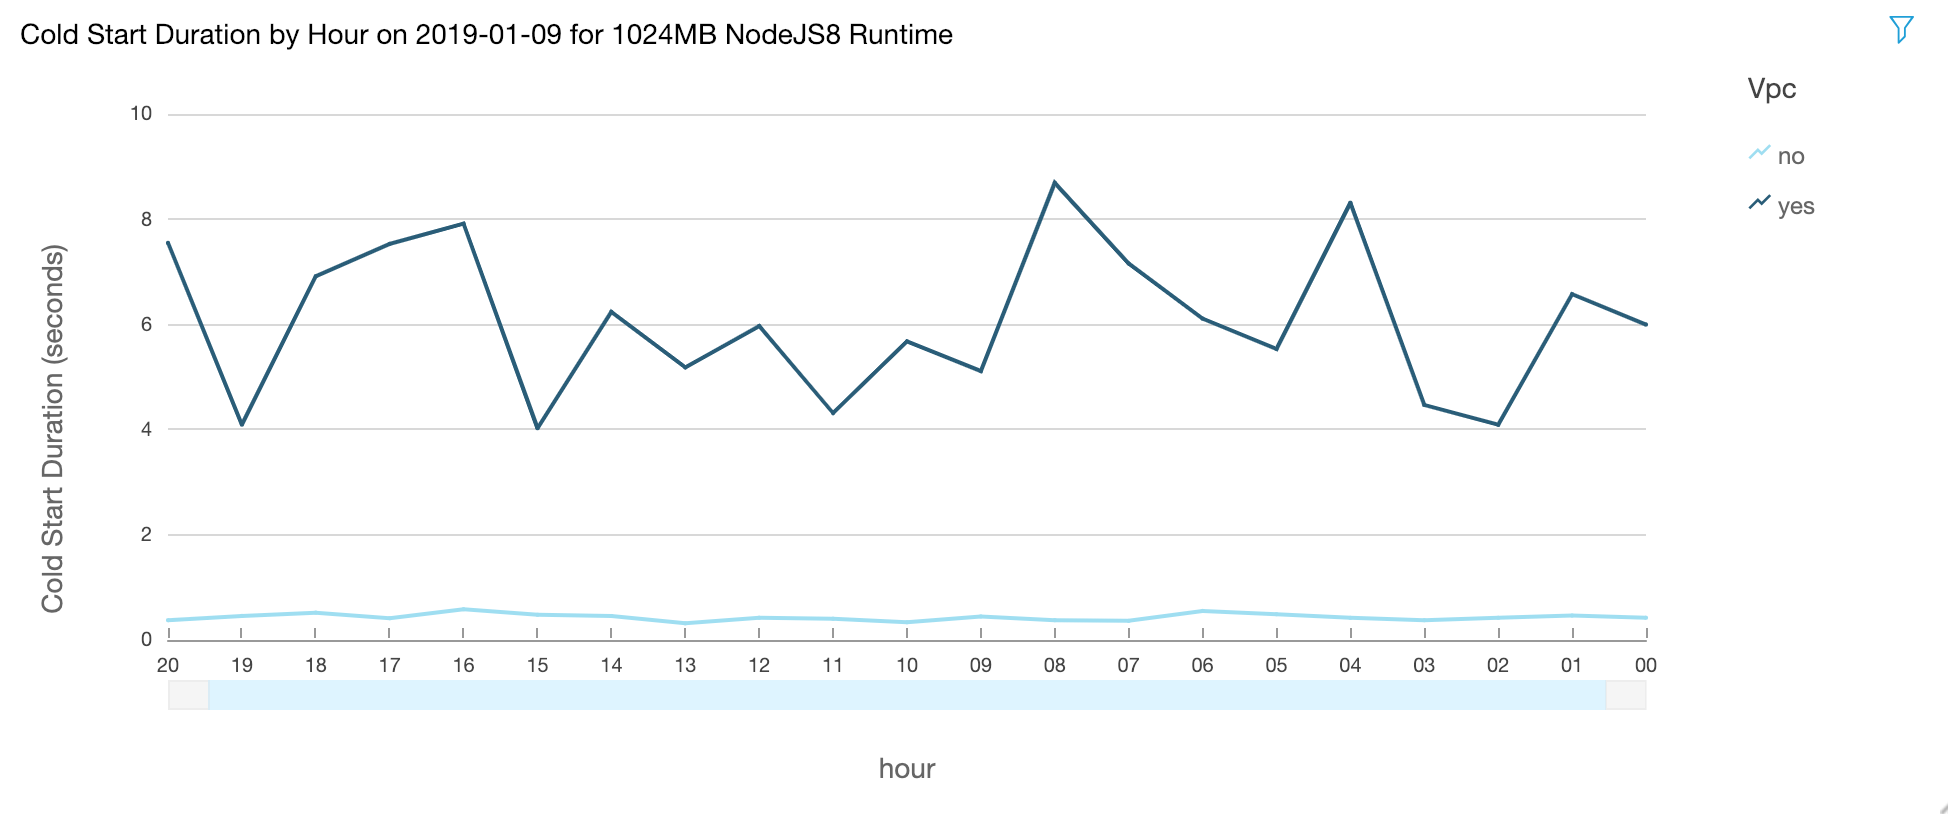 Cold Start Duration by Hour on 2019-01-09 for 1024MB NodeJS8 Runtime
Vpc
no
yes
Cold Start Duration (seconds)
10
8
6
4
2
0
20 19 18 17 16 15 14 13 12 11 10 09 08 07 06 05 04 03 02 01 00
hour